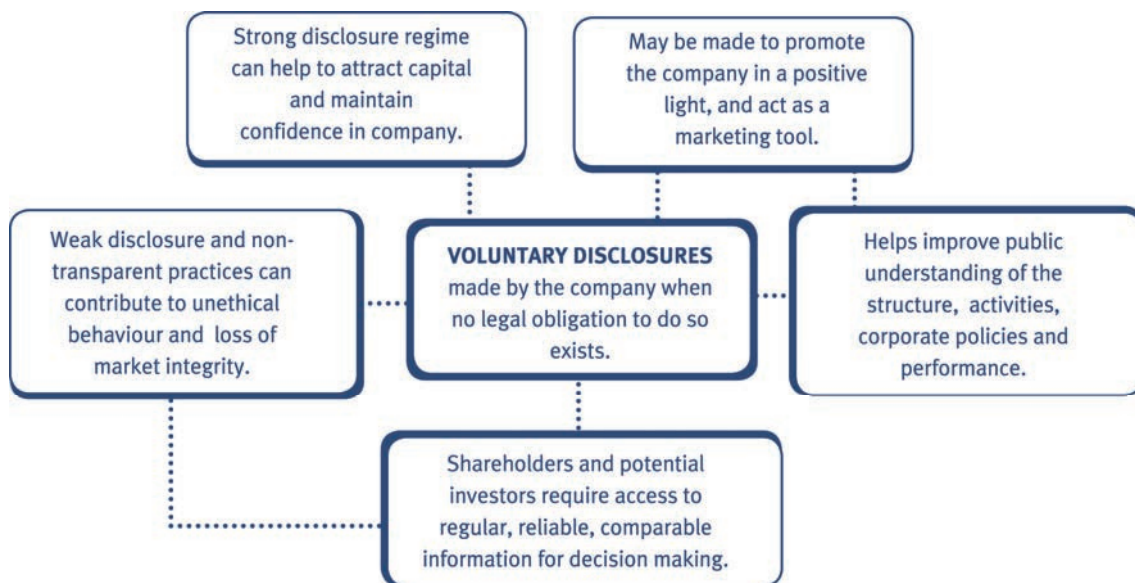 Strong disclosure regime
can help to attract capital
and maintain
confidence in company.
May be made to promote
the company in a positive
light, and act as a
marketing tool.
Weak disclosure and non-
transparent practices can
contribute to unethical
behaviour and loss of
market integrity.
VOLUNTARY DISCLOSURES
made by the company when
no legal obligation to do so
exists.
Helps improve public
understanding of the
structure, activities,
corporate policies and
performance.
Shareholders and potential
investors require access to
regular, reliable, comparable
information for decision making.